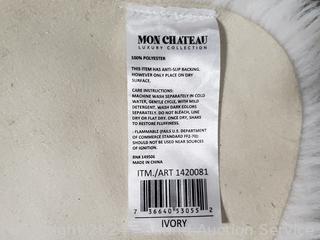 MON CHATEAU
LUXURY COLLECTION
100% POLYESTER
THIS ITEM HAS ANTI-SLIP BACKING.
HOWEVER ONLY PLACE ON DRY
SURFACE.
CARE INSTRUCTIONS:
MACHINE WASH SEPARATELY IN COLD
WATER, GENTLE CYCLE, WITH MILD
DETERGENT. WASH DARK COLORS
SEPARATELY. DO NOT BLEACH. LINE
DRY OR FLAT DRY. ONCE DRY, SHAKE
TO RESTORE FLUFFINESS.
: FLAMMABLE (FAILS U.S. DEPARTMENT
OF COMMERCE STANDARD FF2-70):
SHOULD NOT BE USED NEAR SOURCES
OF IGNITION.
RN# 149504
MADE IN CHINA
ITM./ART 1420081
7 36640 53055 2
IVORY